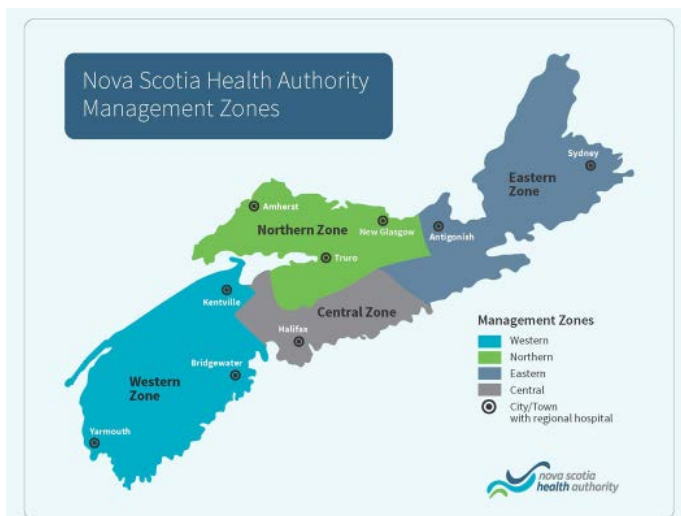 Nova Scotia Health Authority
Management Zones
Sydney
Eastern
Zone
Amherst
Northern Zone
New Glasgow
Antigonish
Truro
Kentville
Central Zone
Halifax
Bridgewater
Western
Zone
Yarmouth
Management Zones
Western
Northern
Eastern
Central
City/Town
with regional hospital
nova scotia
health authority